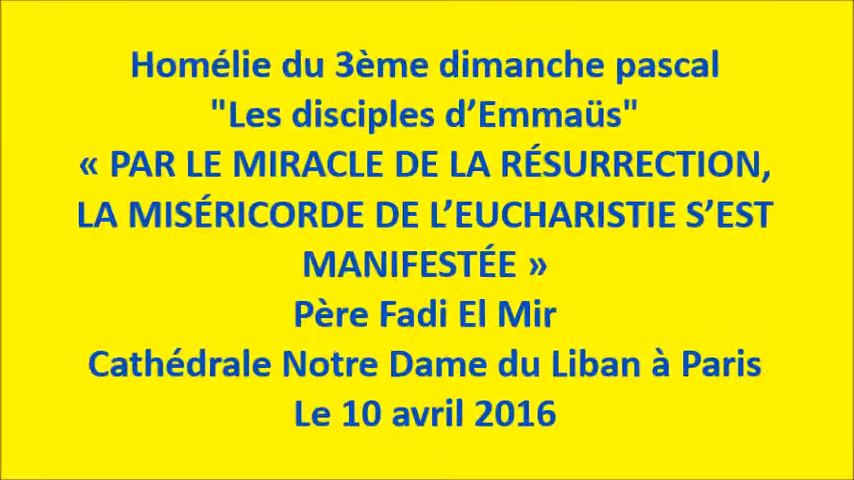 Homélie du 3ème dimanche pascal
"Les disciples d’Emmaüs"
« PAR LE MIRACLE DE LA RÉSURRECTION,
LA MISÉRICORDE DE L’EUCHARISTIE S’EST
MANIFESTÉE »
Père Fadi El Mir
Cathédrale Notre Dame du Liban à Paris
Le 10 avril 2016